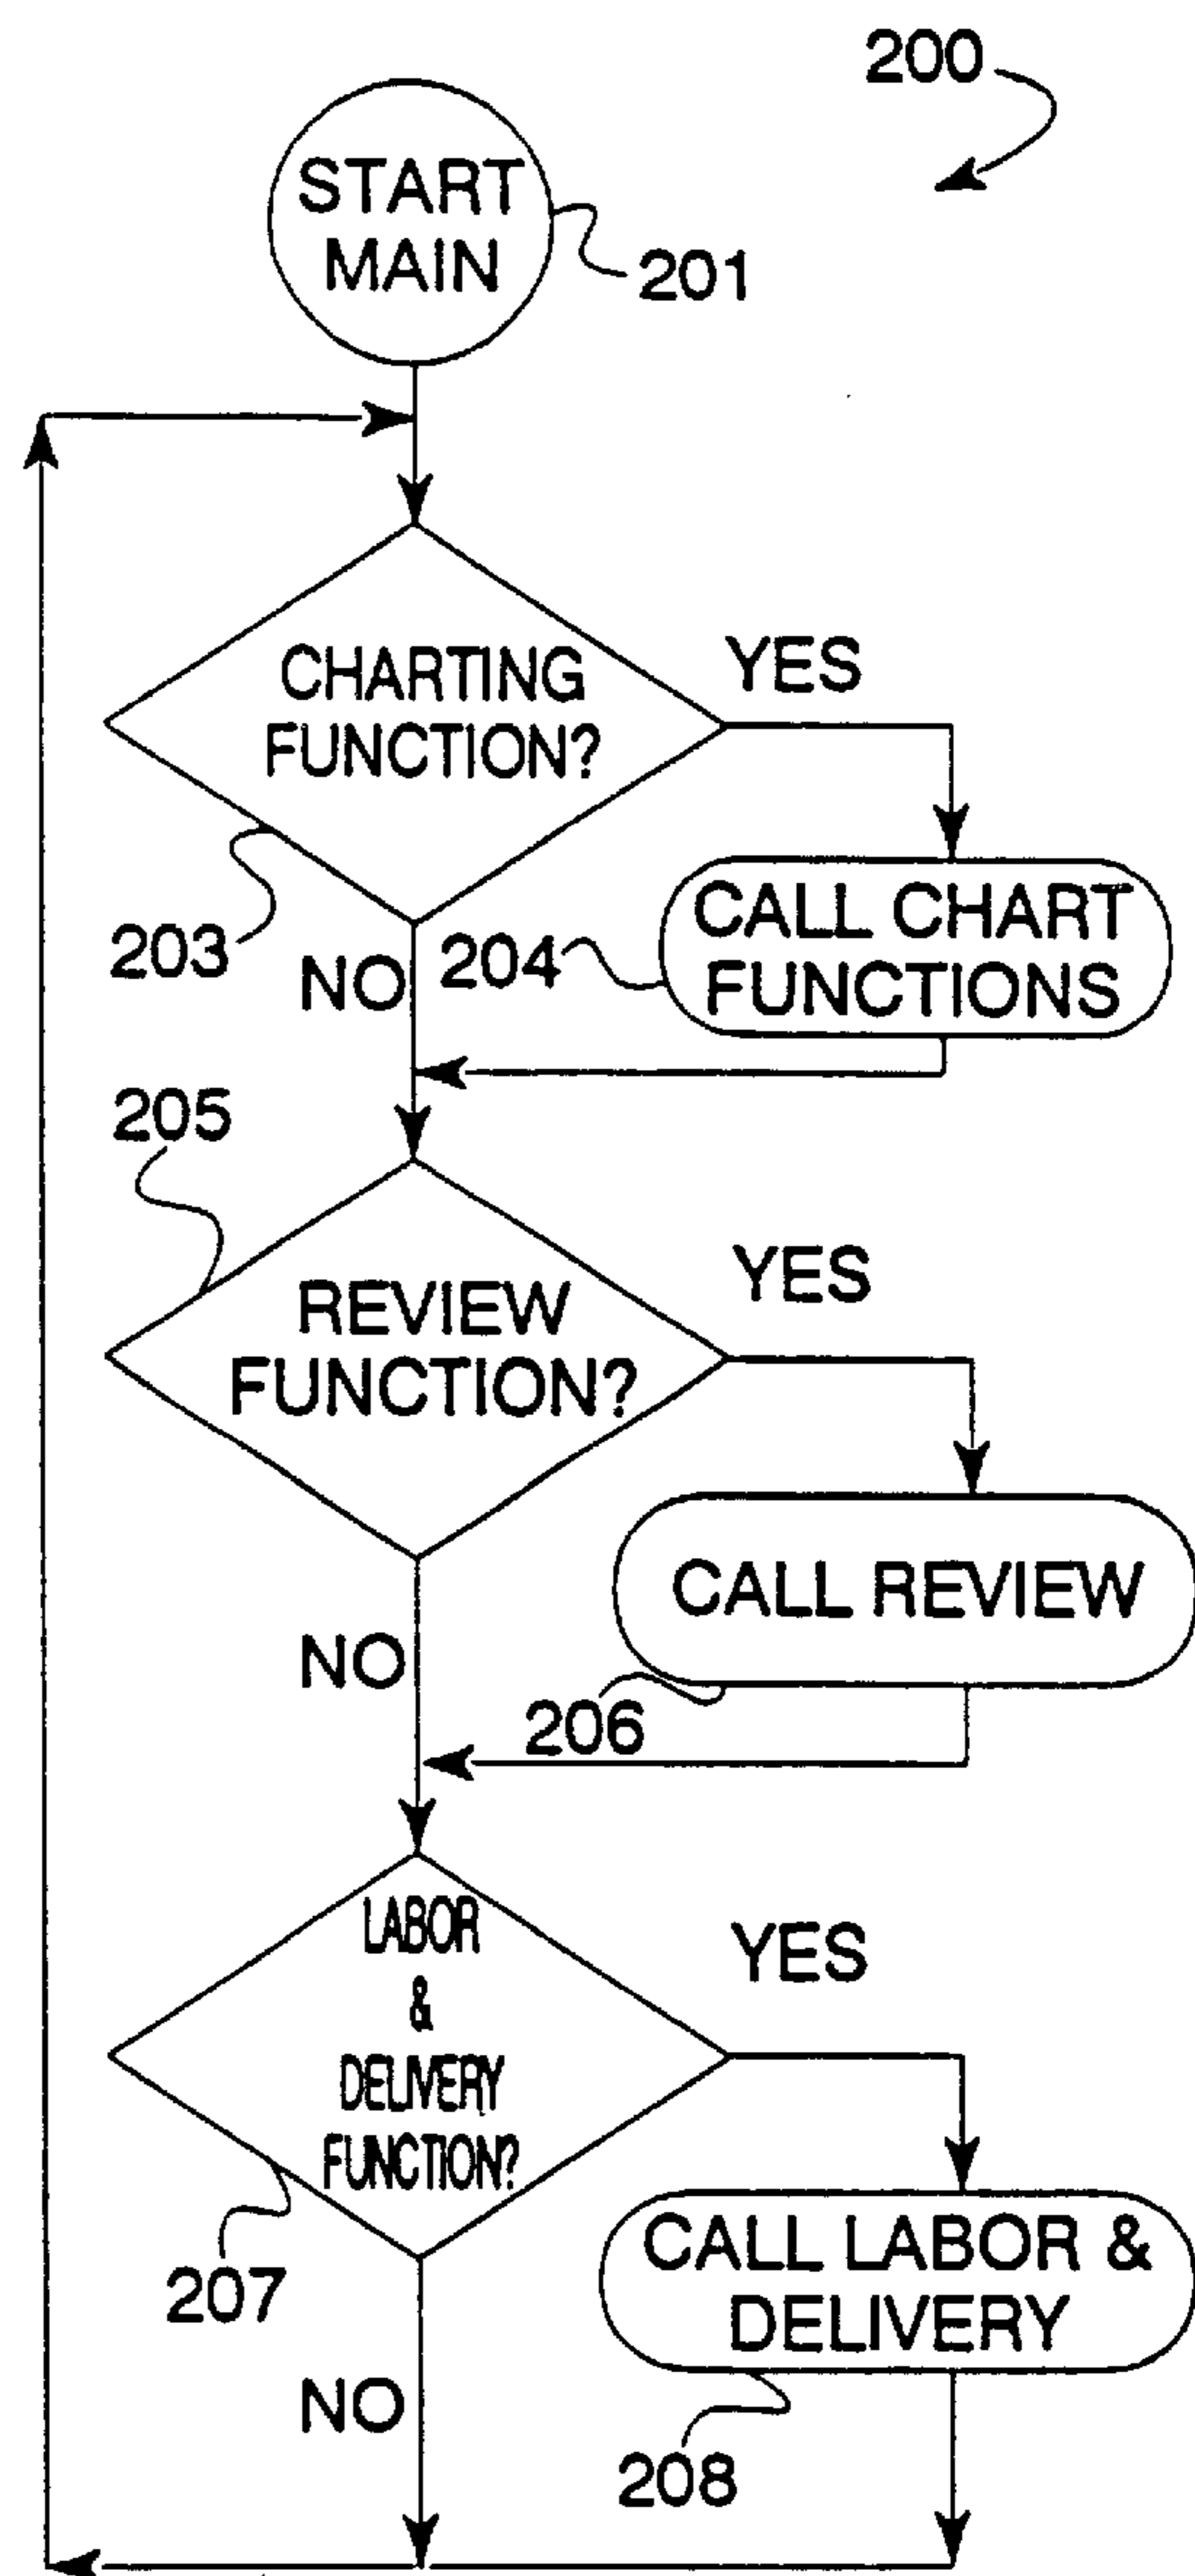 200
START
MAIN
201
CHARTING
FUNCTION?
YES
203
NO
204
CALL CHART
FUNCTIONS
205
REVIEW
FUNCTION?
YES
CALL REVIEW
NO
206
LABOR
&
DELIVERY
FUNCTION?
YES
207
CALL LABOR &
DELIVERY
NO
208